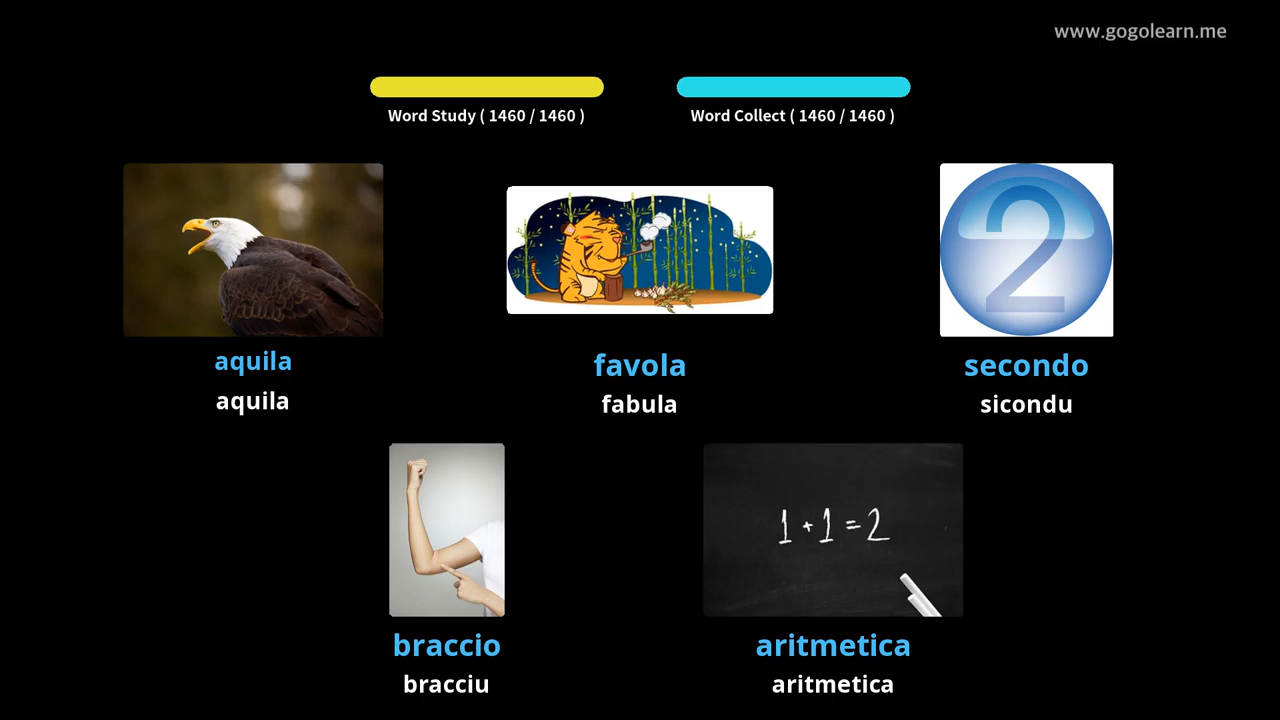 www.gogolearn.me
Word Study ( 1460 / 1460 )
Word Collect ( 1460 / 1460 )
2
aquila
aquila
favola
fabula
secondo
sicondu
1 + 1 = 2
braccio
bracciu
aritmetica
aritmetica